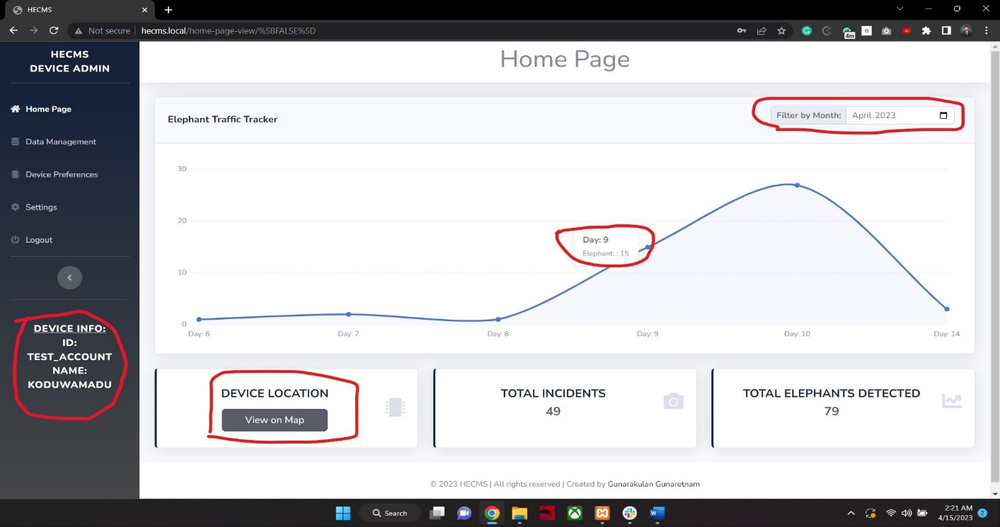 HECMS
Not secure hecms.local/home-page-view/%5BFALSE%5D
4m
HECMS
DEVICE ADMIN
Home Page
Data Management
Device Preferences
Settings
Logout
DEVICE INFO:
ID:
TEST_ACCOUNT
NAME:
KODUWAMADU
Home Page
Elephant Traffic Tracker
Filter by Month: April 2023
30
20
10
0
Day: 9
Elephant: : 15
Day: 6 Day: 7 Day: 8 Day: 9 Day: 10 Day: 14
DEVICE LOCATION
View on Map
TOTAL INCIDENTS
49
TOTAL ELEPHANTS DETECTED
79
© 2023 HECMS | All rights reserved | Created by Gunarakulan Gunaretnam
Search
2:21 AM
4/15/2023
2